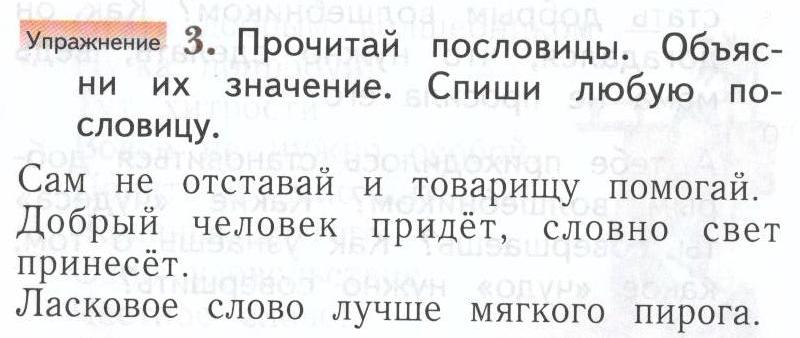 Упражнение 3. Прочитай пословицы. Объяс-
ни их значение. Спиши любую по-
словицу.
Сам не отставай и товарищу помогай.
Добрый человек придёт, словно свет
принесёт.
Ласковое слово лучше мягкого пирога.